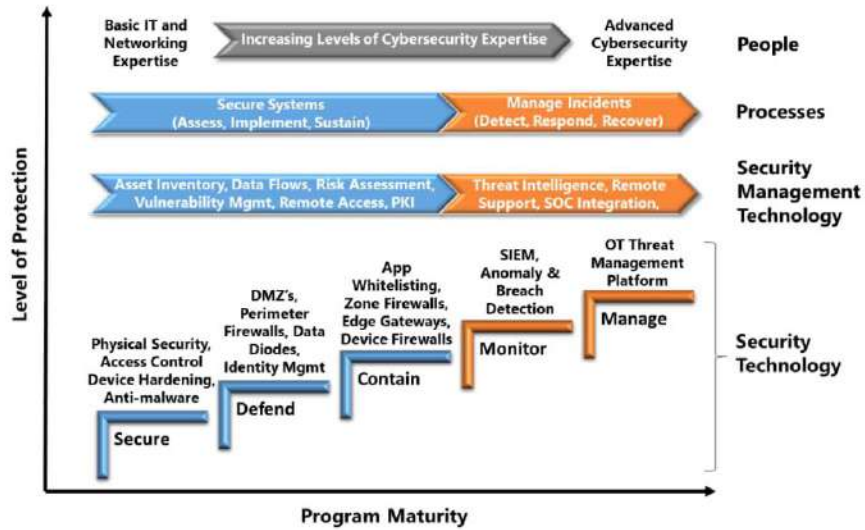 Basic IT and
Networking
Expertise
Increasing Levels of Cybersecurity Expertise
Advanced
Cybersecurity
Expertise
People
Secure Systems
(Assess, Implement, Sustain)
Manage Incidents
(Detect, Respond, Recover)
Processes
Asset Inventory, Data Flows, Risk Assessment,
Vulnerability Mgmt, Remote Access, PKI
Threat Intelligence, Remote
Support, SOC Integration,
Security
Management
Technology
Level of Protection
Physical Security,
Access Control
Device Hardening,
Anti-malware
Secure
DMZ's,
Perimeter
Firewalls, Data
Diodes,
Identity Mgmt
Defend
App
Whitelisting,
Zone Firewalls,
Edge Gateways,
Device Firewalls
Contain
SIEM,
Anomaly &
Breach
Detection
Monitor
OT Threat
Management
Platform
Manage
Security
Technology
Program Maturity